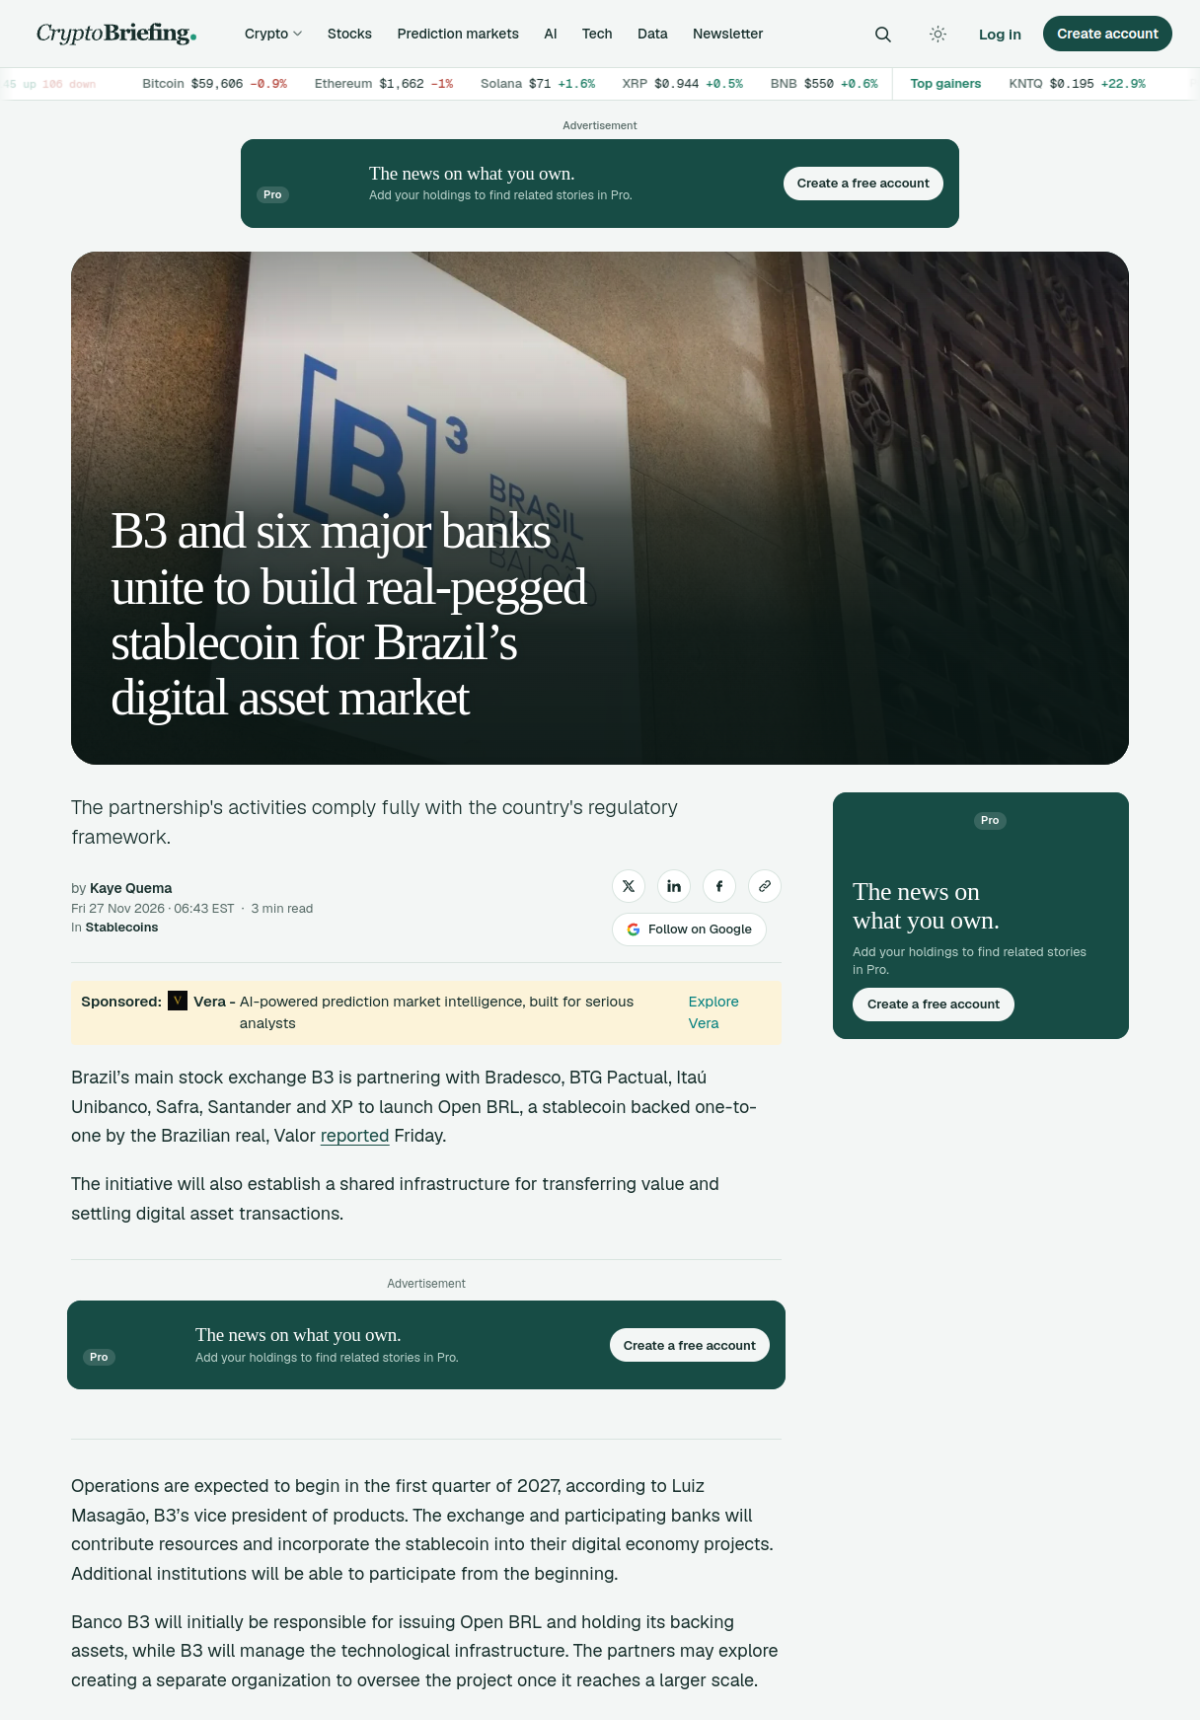 CryptoBriefing.
Crypto Stocks Prediction markets AI Tech Data Newsletter Log in Create account
45 up 106 down Bitcoin $59,606 −0.9% Ethereum $1,662 −1% Solana $71 +1.6% XRP $0.944 +0.5% BNB $550 +0.6% Top gainers KNTQ $0.195 +22.9%
Advertisement
The news on what you own.
Pro
Add your holdings to find related stories in Pro.
Create a free account
[B]³
BRASIL
BOLSA
BALCÃO
B3 and six major banks
unite to build real-pegged
stablecoin for Brazil’s
digital asset market
The partnership's activities comply fully with the country's regulatory
framework.
by Kaye Quema
Fri 27 Nov 2026 · 06:43 EST · 3 min read
In Stablecoins
Follow on Google
Pro
The news on
what you own.
Add your holdings to find related stories
in Pro.
Create a free account
Sponsored: V Vera - AI-powered prediction market intelligence, built for serious
analysts
Explore
Vera
Brazil’s main stock exchange B3 is partnering with Bradesco, BTG Pactual, Itaú
Unibanco, Safra, Santander and XP to launch Open BRL, a stablecoin backed one-to-
one by the Brazilian real, Valor reported Friday.
The initiative will also establish a shared infrastructure for transferring value and
settling digital asset transactions.
Advertisement
The news on what you own.
Pro
Add your holdings to find related stories in Pro.
Create a free account
Operations are expected to begin in the first quarter of 2027, according to Luiz
Masagão, B3’s vice president of products. The exchange and participating banks will
contribute resources and incorporate the stablecoin into their digital economy projects.
Additional institutions will be able to participate from the beginning.
Banco B3 will initially be responsible for issuing Open BRL and holding its backing
assets, while B3 will manage the technological infrastructure. The partners may explore
creating a separate organization to oversee the project once it reaches a larger scale.